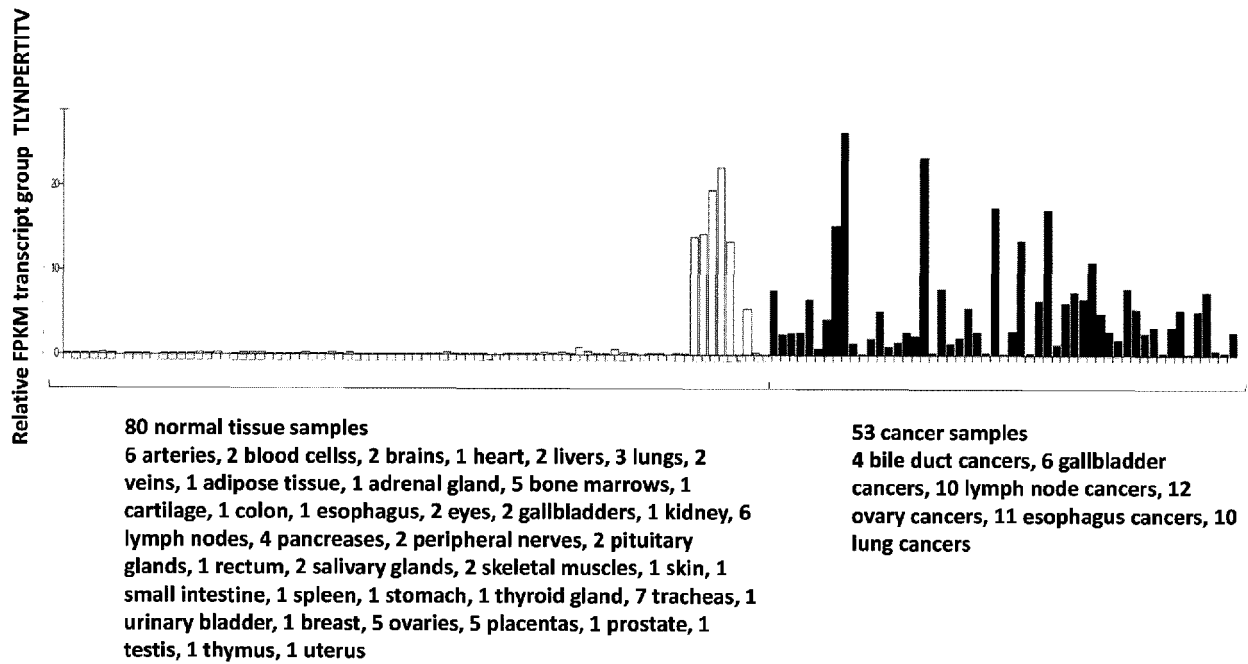 Relative FPKM transcript group TLYNPERTITV
20
10
0
80 normal tissue samples
6 arteries, 2 blood cellss, 2 brains, 1 heart, 2 livers, 3 lungs, 2
veins, 1 adipose tissue, 1 adrenal gland, 5 bone marrows, 1
cartilage, 1 colon, 1 esophagus, 2 eyes, 2 gallbladders, 1 kidney, 6
lymph nodes, 4 pancreases, 2 peripheral nerves, 2 pituitary
glands, 1 rectum, 2 salivary glands, 2 skeletal muscles, 1 skin, 1
small intestine, 1 spleen, 1 stomach, 1 thyroid gland, 7 tracheas, 1
urinary bladder, 1 breast, 5 ovaries, 5 placentas, 1 prostate, 1
testis, 1 thymus, 1 uterus
53 cancer samples
4 bile duct cancers, 6 gallbladder
cancers, 10 lymph node cancers, 12
ovary cancers, 11 esophagus cancers, 10
lung cancers